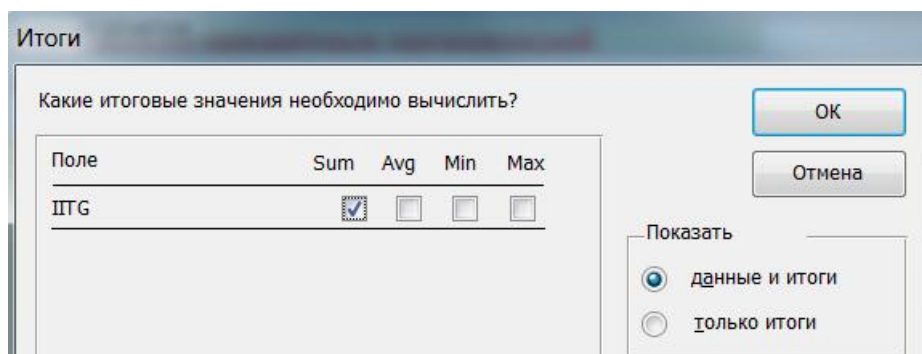 Итоги
Какие итоговые значения необходимо вычислить?
OK
Отмена
Поле Sum Avg Min Max
IITG
Показать
данные и итоги
только итоги